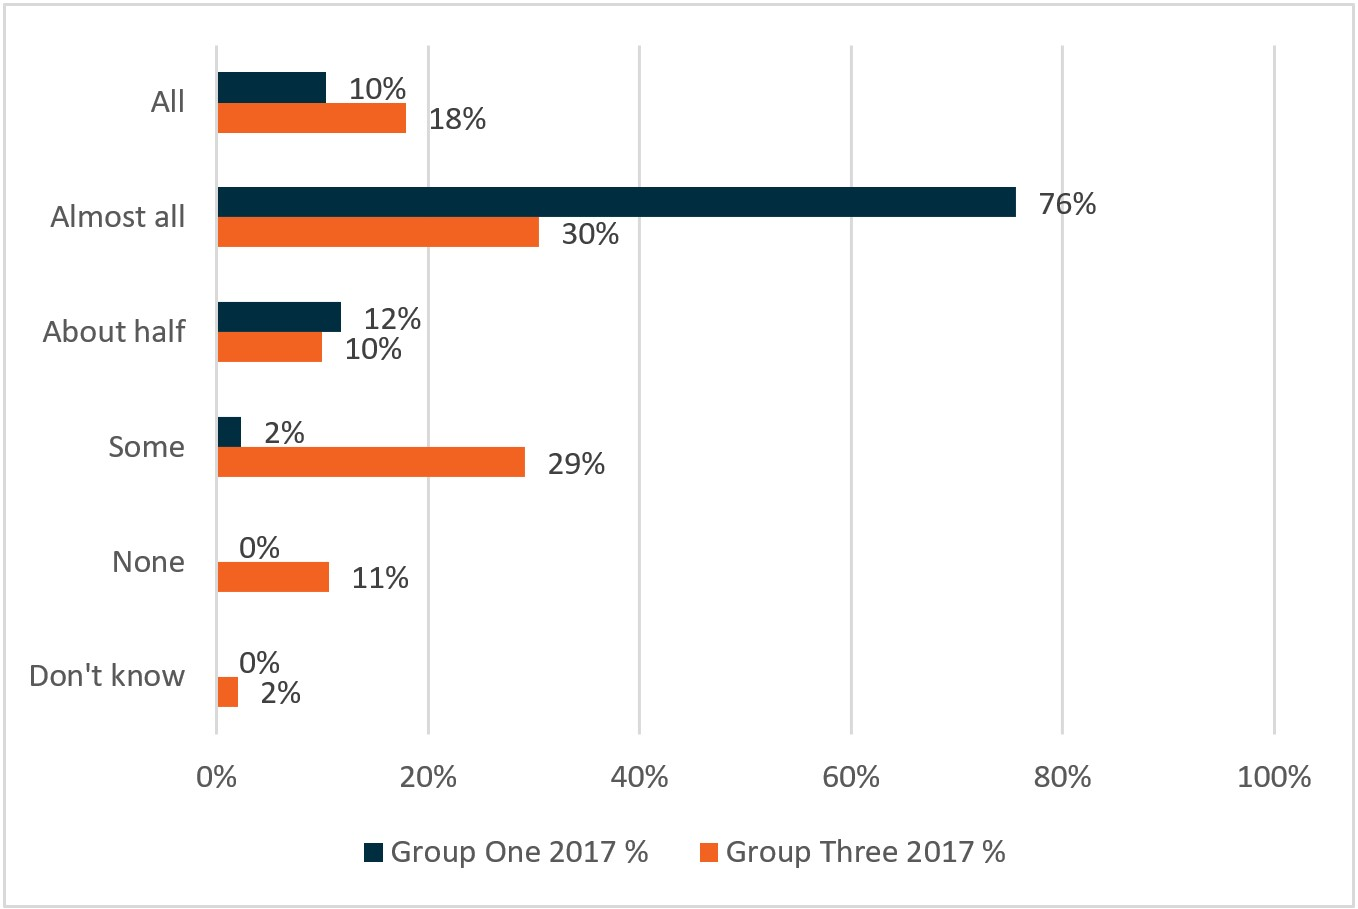 All
10%
18%
Almost all
76%
30%
About half
12%
10%
Some
2%
29%
None
0%
11%
Don't know
0%
2%
0% 20% 40% 60% 80% 100%
Group One 2017 % Group Three 2017 %